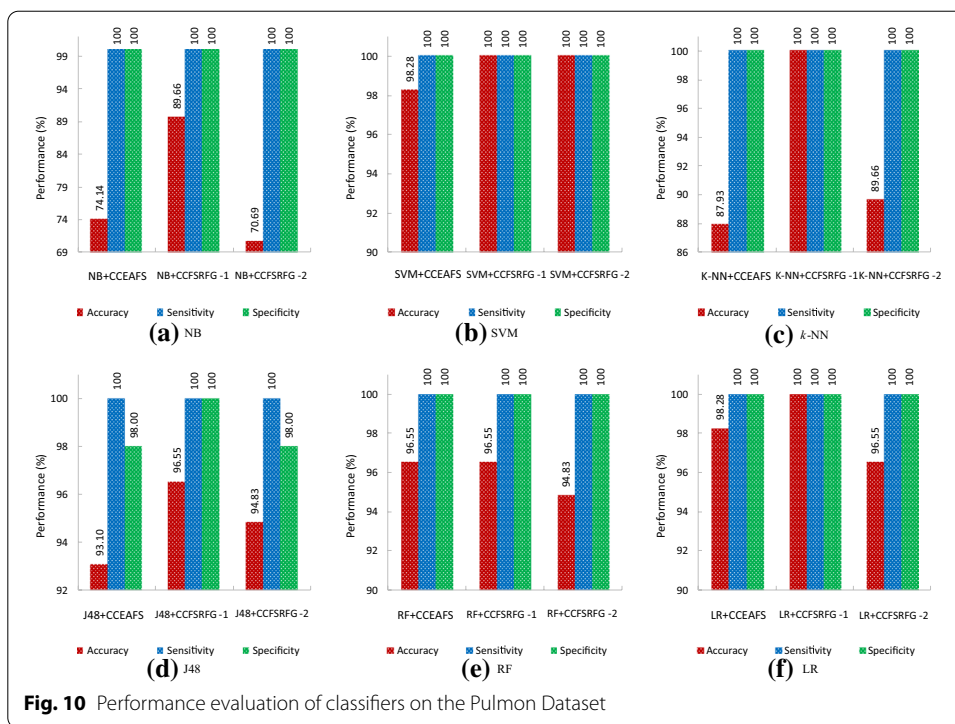 100 100 100 100 100 100
99
94
89
84
79
74
69
Performance (%)
74.14
89.66
70.69
NB+CCEAFS NB+CCFSRFG -1 NB+CCFSRFG -2
Accuracy Sensitivity Specificity
(a) NB
100 100 100 100 100 100 100 100
100
98
96
94
92
90
Performance (%)
98.28
SVM+CCEAFS SVM+CCFSRFG -1 SVM+CCFSRFG -2
Accuracy Sensitivity Specificity
(b) SVM
100 100 100 100 100 100 100
100
98
96
94
92
90
88
86
Performance (%)
87.93
89.66
K-NN+CCEAFS K-NN+CCFSRFG -1 K-NN+CCFSRFG -2
Accuracy Sensitivity Specificity
(c) k-NN
100 100 100 100
100
98
96
94
92
Performance (%)
93.10
98.00
96.55
94.83
98.00
J48+CCEAFS J48+CCFSRFG -1 J48+CCFSRFG -2
Accuracy Sensitivity Specificity
(d) J48
100 100 100 100 100 100
100
98
96
94
92
90
Performance (%)
96.55
96.55
94.83
RF+CCEAFS RF+CCFSRFG -1 RF+CCFSRFG -2
Accuracy Sensitivity Specificity
(e) RF
100 100 100 100 100 100 100
100
98
96
94
92
90
Performance (%)
98.28
96.55
LR+CCEAFS LR+CCFSRFG -1 LR+CCFSRFG -2
Accuracy Sensitivity Specificity
(f) LR
Fig. 10 Performance evaluation of classifiers on the Pulmon Dataset